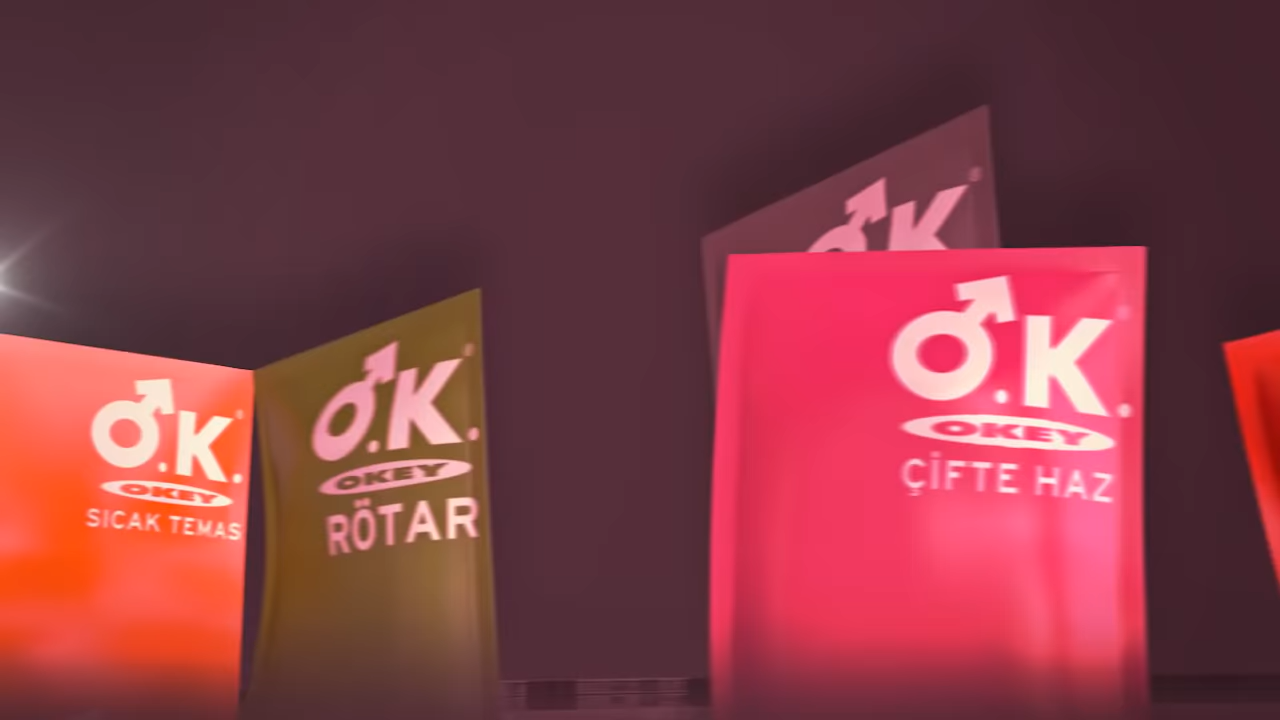 O.K.
OKEY
SICAK TEMAS
O.K.
OKEY
RÖTAR
O.K
O.K.
OKEY
ÇİFTE HAZ